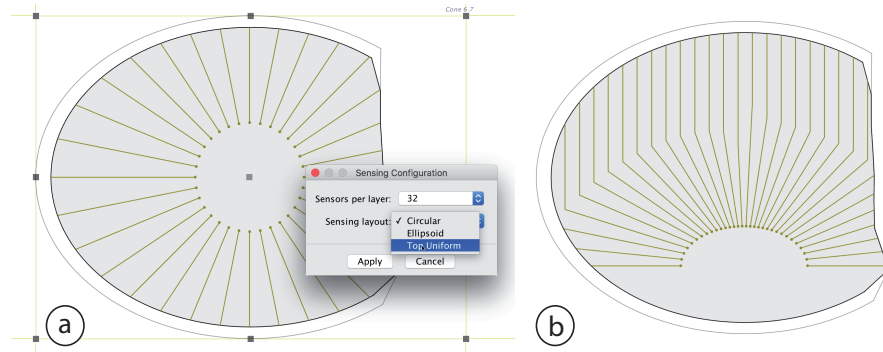 Cone 6.7
Sensing Configuration
Sensors per layer: 32
Sensing layout: ✓ Circular
Ellipsoid
Top Uniform
Apply Cancel
a
b